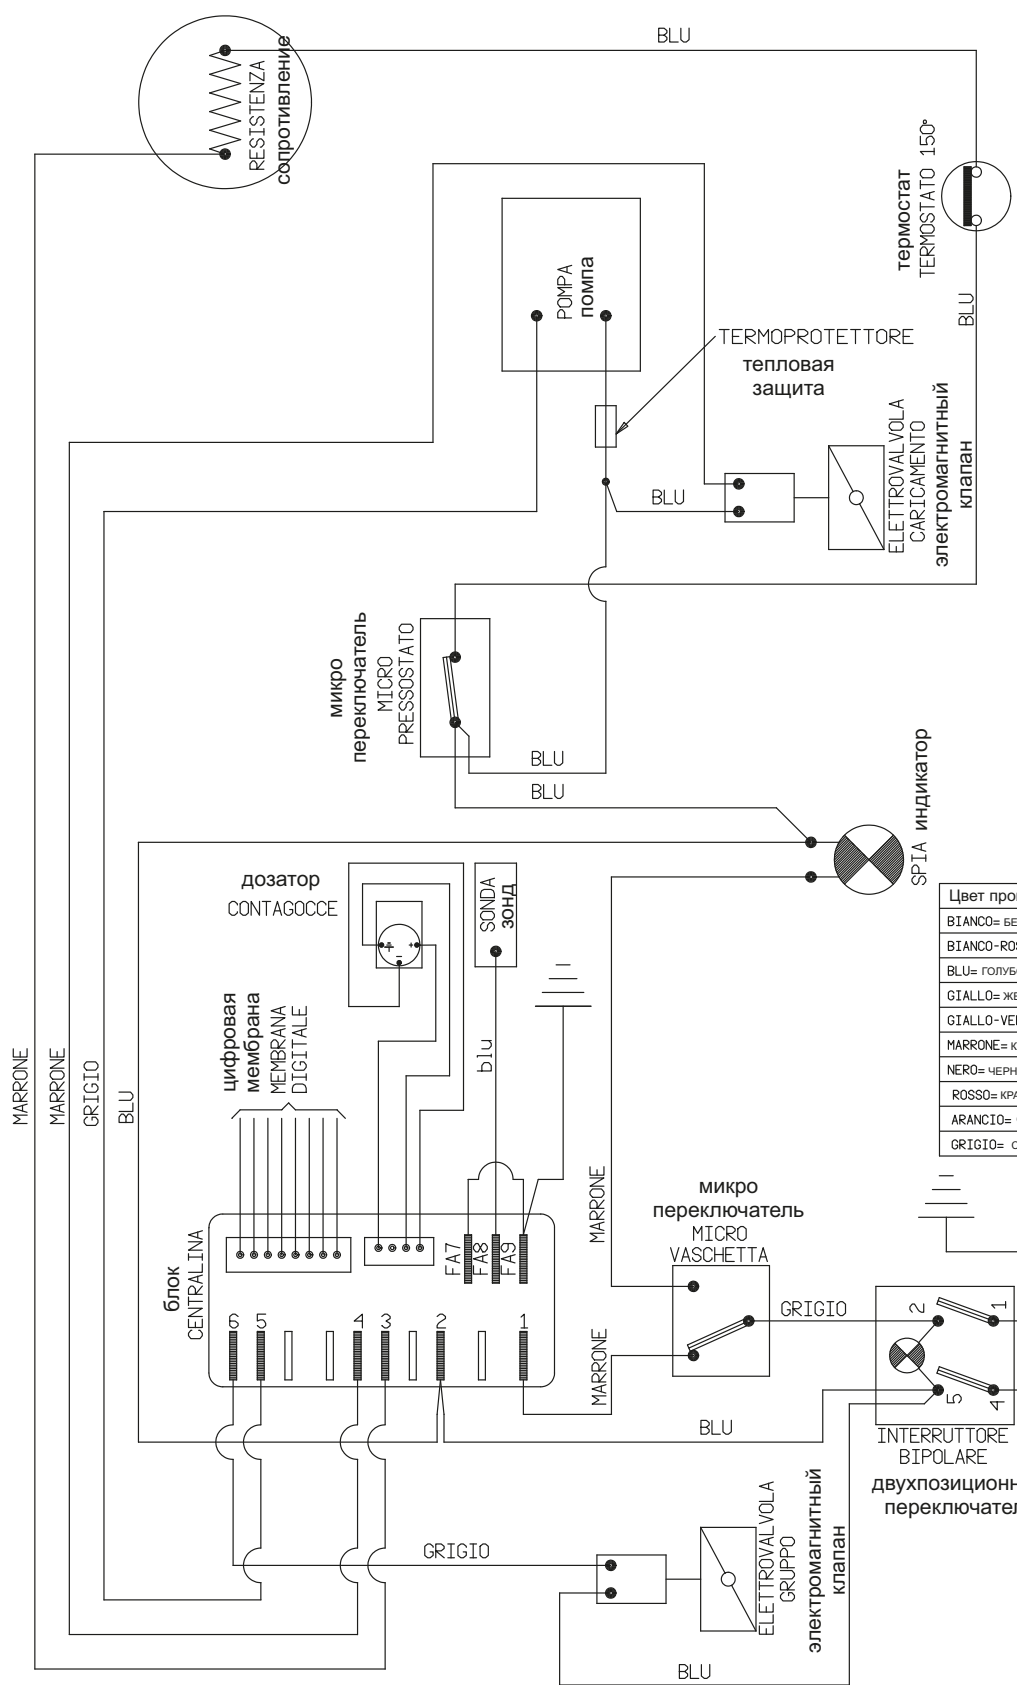 BLU
RESISTENZA
сопротивление
термостат
TERMOSTATO 150°
BLU
POMPA
помпа
TERMOPROTETTORE
тепловая
защита
BLU
ELETTROVALVOLA
CARICAMENTO
электромагнитный
клапан
микро
переключатель
MICRO
PRESSOSTATO
BLU
BLU
SPIA индикатор
дозатор
CONTAGOCCE
SONDA
зонд
цифровая
мембрана
MEMBRANA
DIGITALE
blu
MARRONE
MARRONE
GRIGIO
BLU
Цвет
BIANCO=
BLU=
GIALLO=
MARRONE=
NERO=
ROSSO=
ARANCIO=
GRIGIO=
блок
CENTRALINA
FA7
FA8
FA9
6 5 4 3 2 1
MARRONE
MARRONE
микро
переключатель
MICRO
VASCHETTA
GRIGIO
2 1
5 4
BLU
INTERRUTTORE
BIPOLARE
GRIGIO
ELETTROVALVOLA
GRUPPO
электромагнитный
клапан
BLU